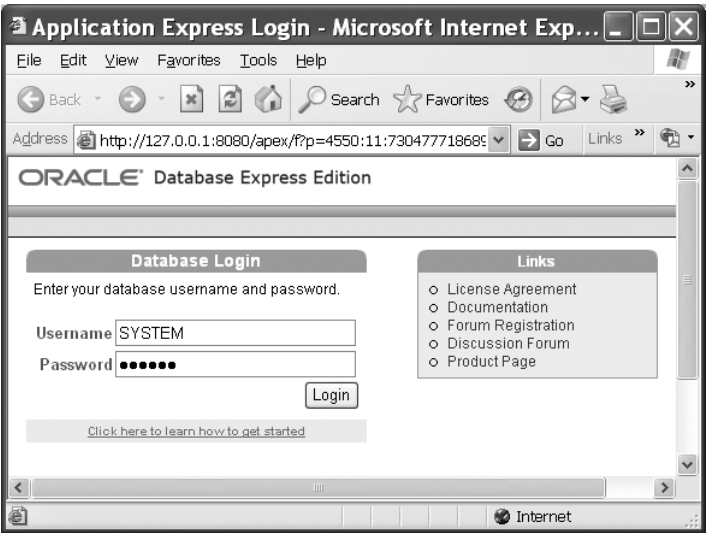 Application Express Login - Microsoft Internet Exp...
File Edit View Favorites Tools Help
Back Search Favorites »
Address http://127.0.0.1:8080/apex/f?p=4550:11:730477718689 Go Links »
ORACLE® Database Express Edition
Database Login
Enter your database username and password.
Username SYSTEM
Password ●●●●●●
Login
Click here to learn how to get started
Links
License Agreement
Documentation
Forum Registration
Discussion Forum
Product Page
Internet